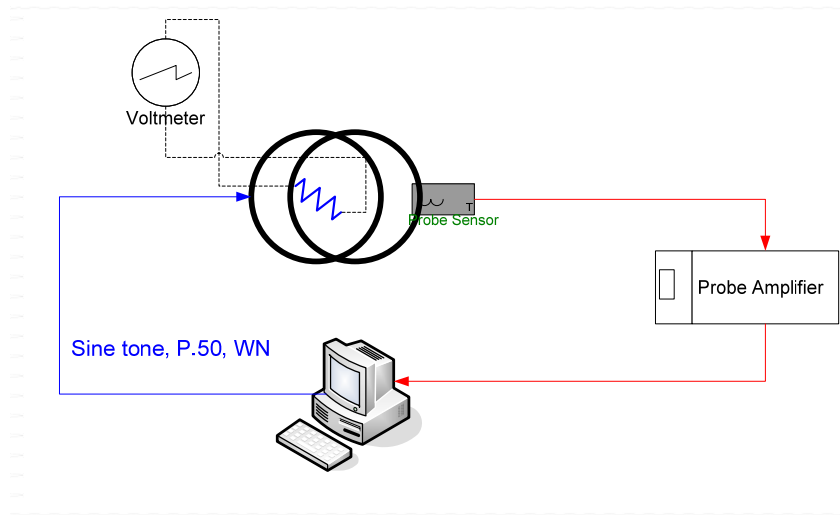 Voltmeter
T
Probe Sensor
Probe Amplifier
Sine tone, P.50, WN